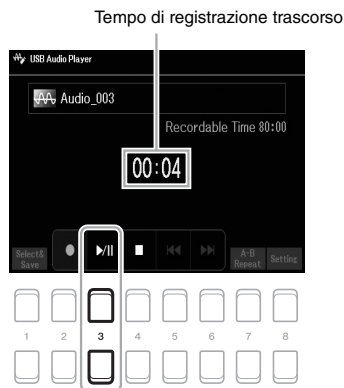 Tempo di registrazione trascorso
USB Audio Player
Audio_003
Recordable Time 80:00
00:04
Select& Save
A-B Repeat
Setting
1 2 3 4 5 6 7 8